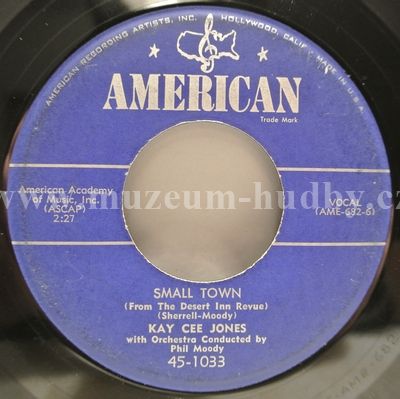 AMERICAN RECORDING ARTISTS, INC. HOLLYWOOD, CALIF. MADE IN U.S.A.
AMERICAN
Trade Mark
American Academy
of Music, Inc.
(ASCAP)
2:27
VOCAL
(AME-682-6)
www.muzeum-hudby.cz
SMALL TOWN
(From The Desert Inn Revue)
(Sherrell-Moody)
KAY CEE JONES
with Orchestra Conducted by
Phil Moody
45-1033